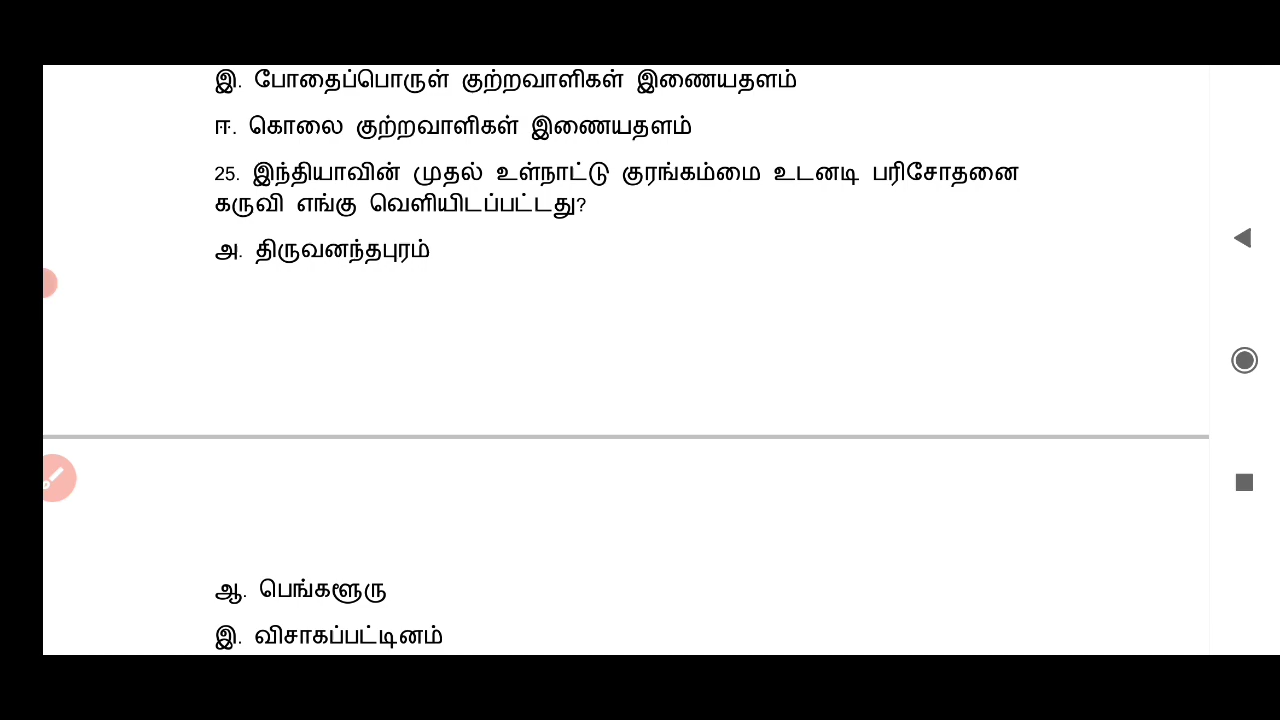 இ. போதைப்பொருள் குற்றவாளிகள் இணையதளம்
ஈ. கொலை குற்றவாளிகள் இணையதளம்
25. இந்தியாவின் முதல் உள்நாட்டு குரங்கம்மை உடனடி பரிசோதனை
கருவி எங்கு வெளியிடப்பட்டது?
அ. திருவனந்தபுரம்
ஆ. பெங்களூரு
இ. விசாகப்பட்டினம்